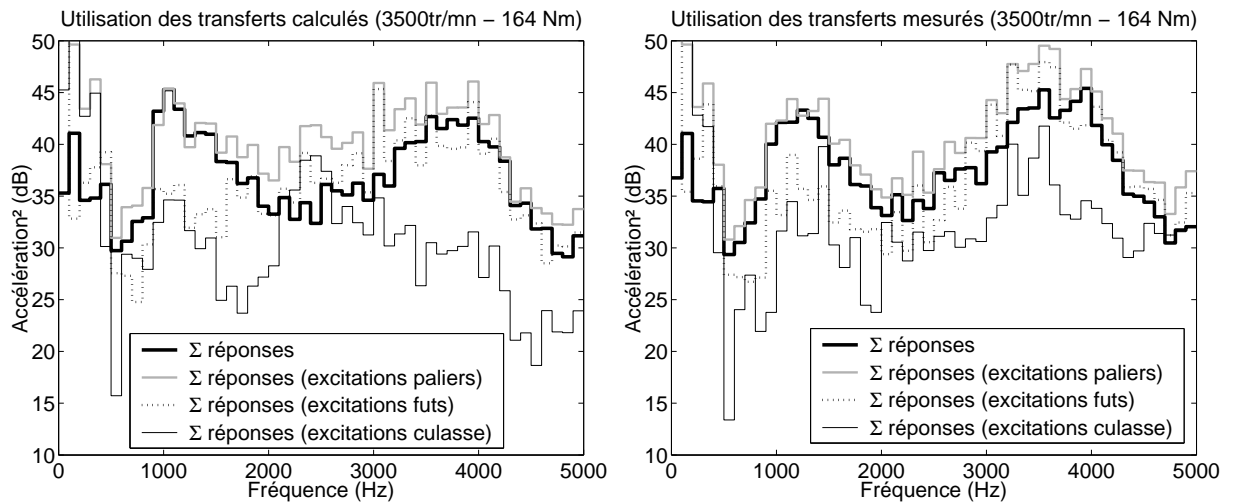 Utilisation des transferts calculés (3500tr/mn − 164 Nm)
50
45
40
35
30
25
20
15
10
Accélération² (dB)
Σ réponses
Σ réponses (excitations paliers)
Σ réponses (excitations futs)
Σ réponses (excitations culasse)
0 1000 2000 3000 4000 5000
Fréquence (Hz)
Utilisation des transferts mesurés (3500tr/mn − 164 Nm)
50
45
40
35
30
25
20
15
10
Accélération² (dB)
Σ réponses
Σ réponses (excitations paliers)
Σ réponses (excitations futs)
Σ réponses (excitations culasse)
0 1000 2000 3000 4000 5000
Fréquence (Hz)